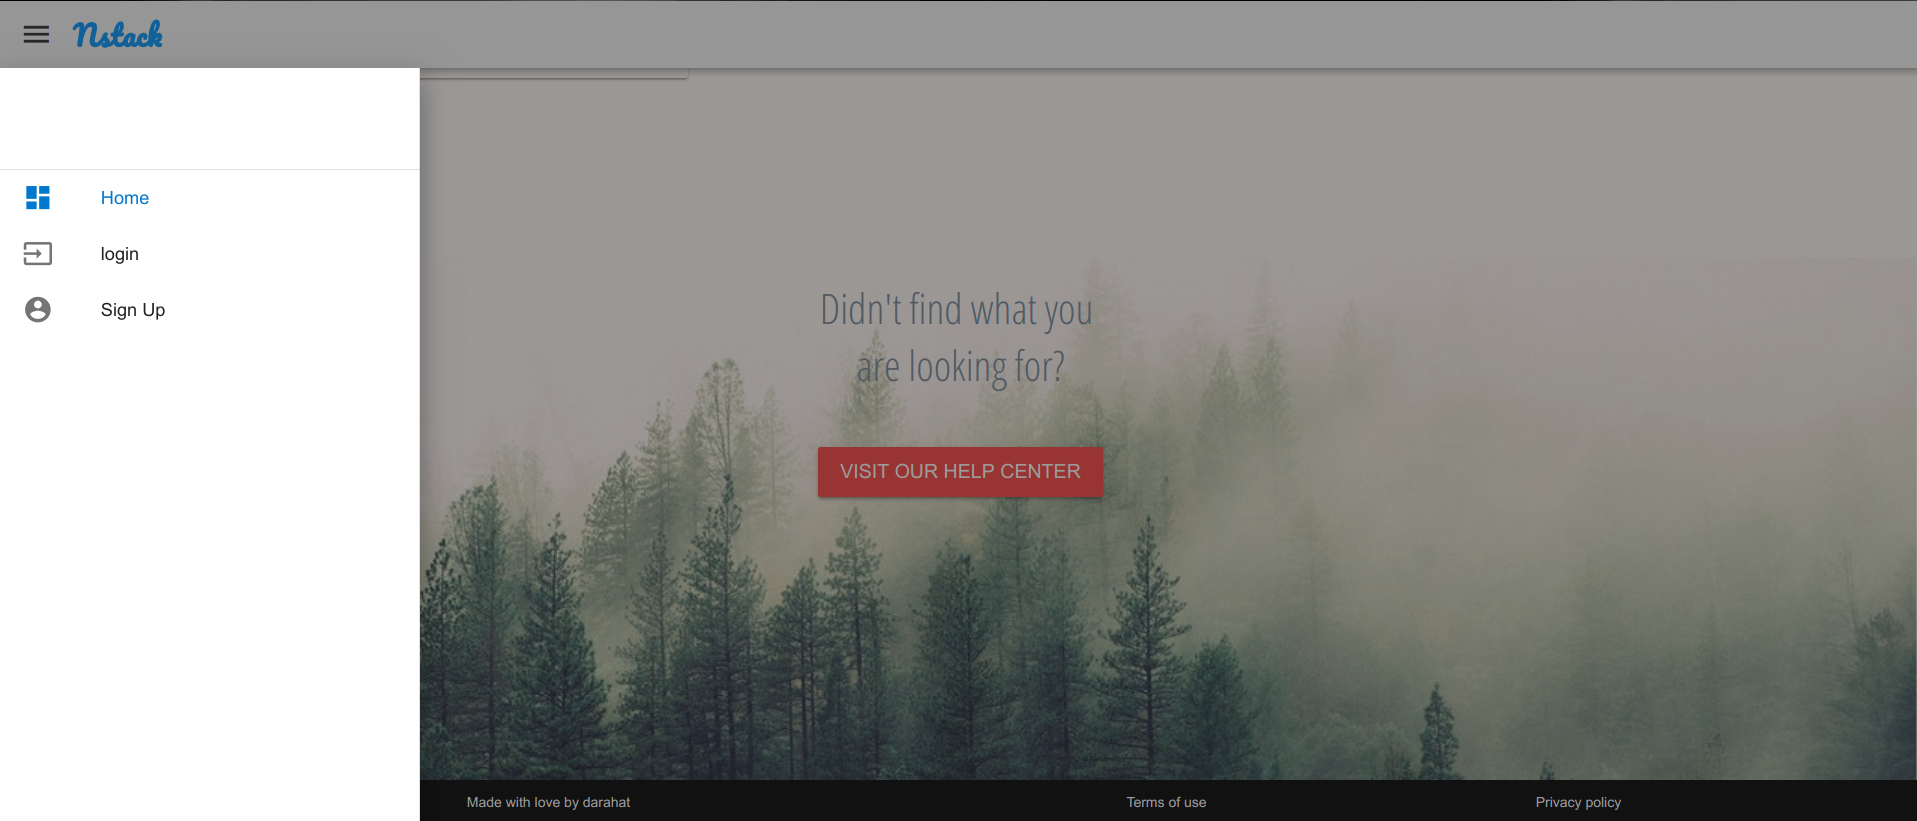 Nstack
Home
login
Sign Up
Didn't find what you
are looking for?
VISIT OUR HELP CENTER
Made with love by darahat
Terms of use
Privacy policy